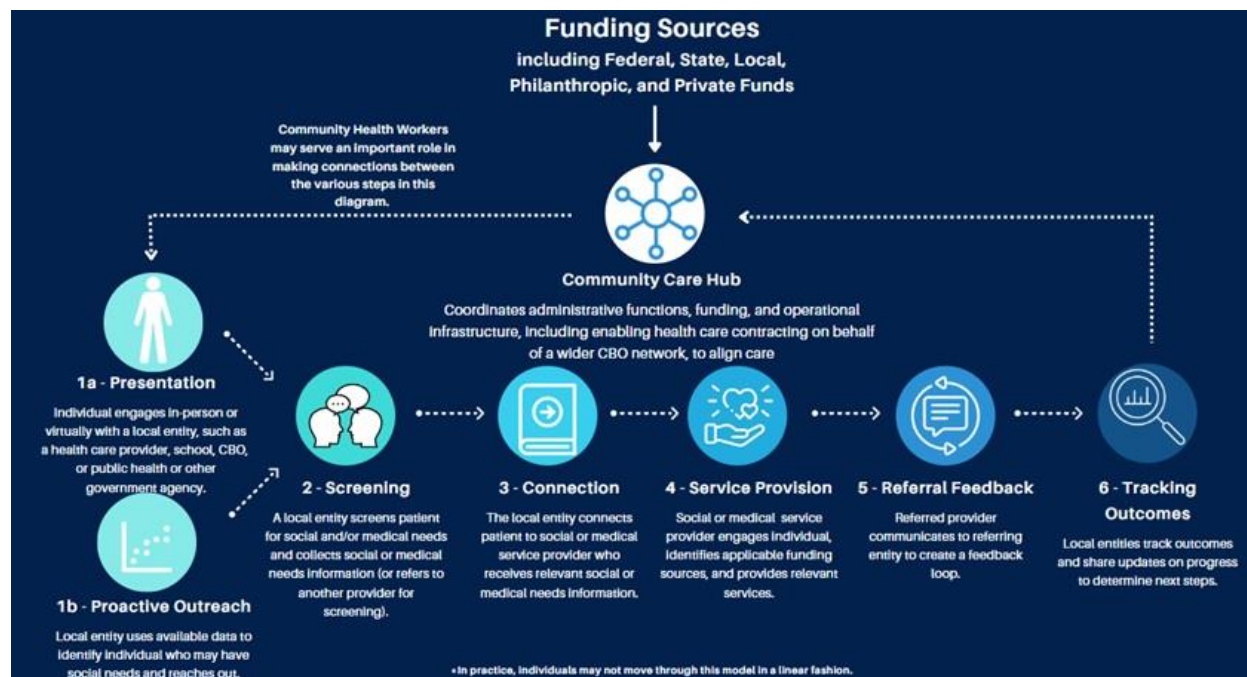 Funding Sources
including Federal, State, Local,
Philanthropic, and Private Funds
Community Health Workers
may serve an important role in
making connections between
the various steps in this
diagram.
Community Care Hub
Coordinates administrative functions, funding, and operational
infrastructure, including enabling health care contracting on behalf
of a wider CBO network, to align care
1a - Presentation
Individual engages in-person or
virtually with a local entity, such as
a health care provider, school, CBO,
or public health or other
government agency.
1b - Proactive Outreach
Local entity uses available data to
identify individual who may have
social needs and reaches out.
2 - Screening
A local entity screens patient
for social and/or medical needs
and collects social or medical
needs information (or refers to
another provider for
screening).
3 - Connection
The local entity connects
patient to social or medical
service provider who
receives relevant social or
medical needs information.
4 - Service Provision
Social or medical service
provider engages individual,
identifies applicable funding
sources, and provides relevant
services.
5 - Referral Feedback
Referred provider
communicates to referring
entity to create a feedback
loop.
6 - Tracking
Outcomes
Local entities track outcomes
and share updates on progress
to determine next steps.
*In practice, individuals may not move through this model in a linear fashion.